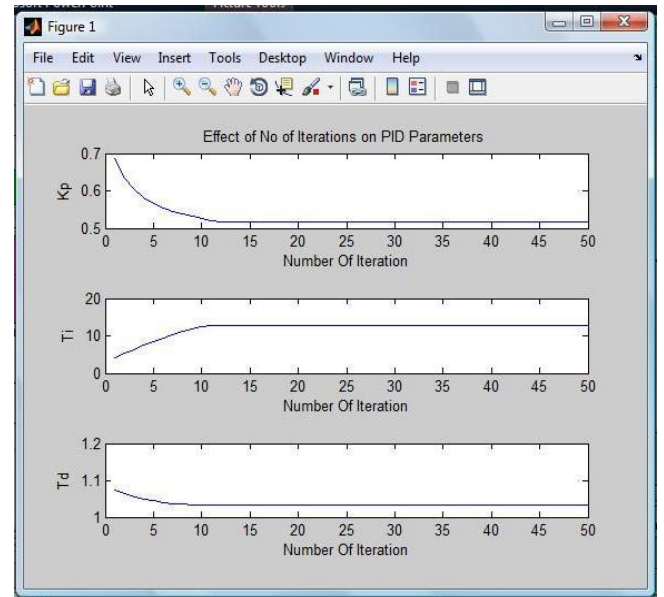 Figure 1
File Edit View Insert Tools Desktop Window Help
Effect of No of Iterations on PID Parameters
0.7
0.6
0.5
Kp
0 5 10 15 20 25 30 35 40 45 50
Number Of Iteration
20
10
0
Ti
0 5 10 15 20 25 30 35 40 45 50
Number Of Iteration
1.2
1.1
1
Td
0 5 10 15 20 25 30 35 40 45 50
Number Of Iteration